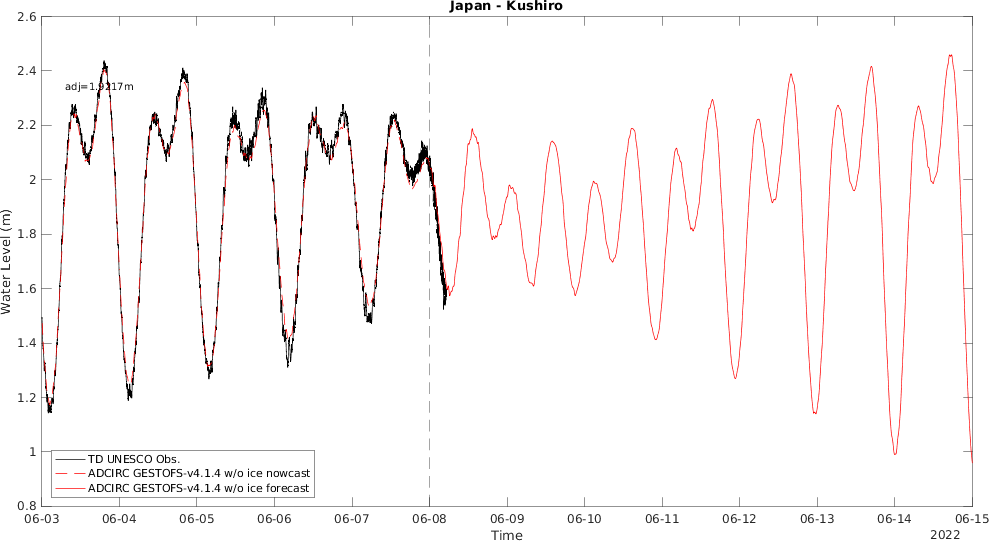 Japan - Kushiro
2.6
2.4
adj=1.9217m
2.2
2
1.8
1.6
1.4
1.2
1
0.8
Water Level (m)
TD UNESCO Obs.
ADCIRC GESTOFS-v4.1.4 w/o ice nowcast
ADCIRC GESTOFS-v4.1.4 w/o ice forecast
06-03 06-04 06-05 06-06 06-07 06-08 06-09 06-10 06-11 06-12 06-13 06-14 06-15
Time
2022